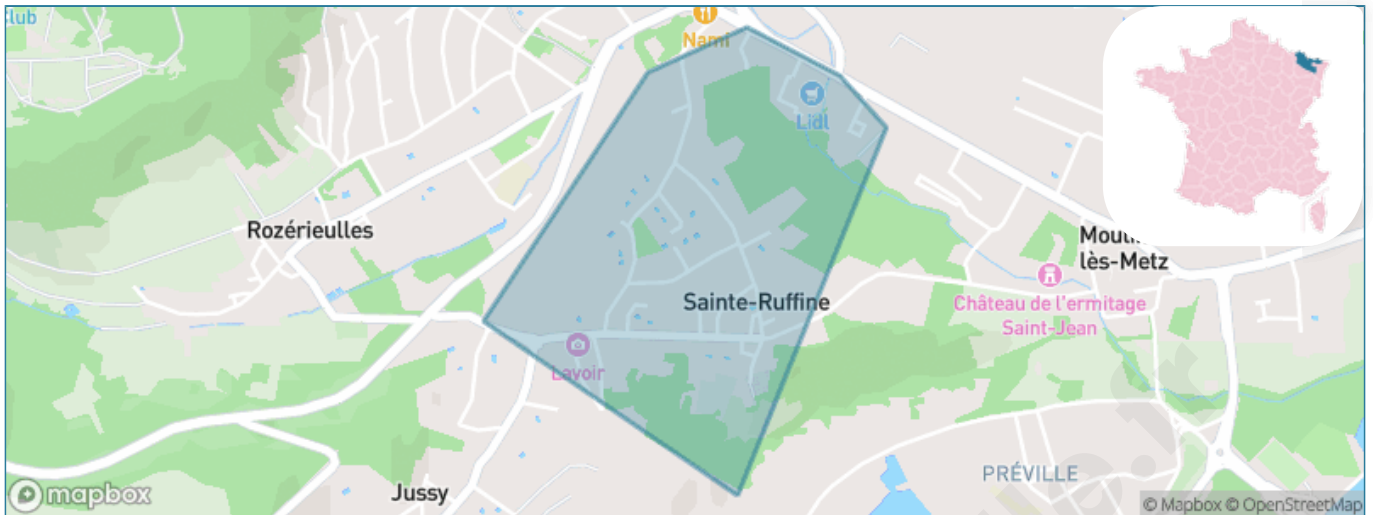 Club
Nami
Lidl
Rozérieulles
lès-Metz
Sainte-Ruffine
Château de l'ermitage
Saint-Jean
Lavoir
PRÉVILLE
Jussy
mapbox
© Mapbox © OpenStreetMap